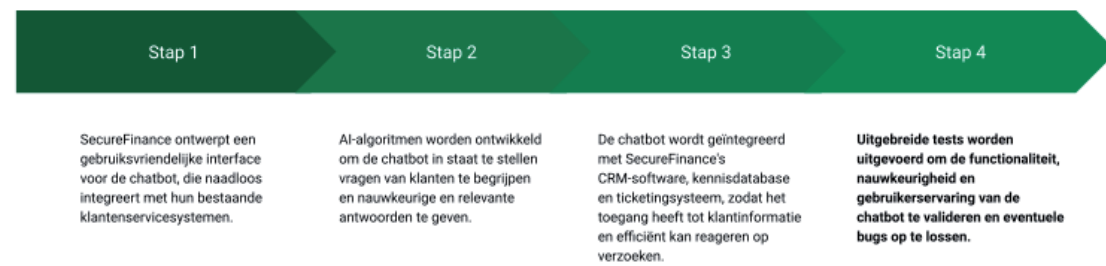 Stap 1
Stap 2
Stap 3
Stap 4
SecureFinance ontwerpt een
gebruiksvriendelijke interface
voor de chatbot, die naadloos
integreert met hun bestaande
klantenservicesystemen.
AI-algoritmen worden ontwikkeld
om de chatbot in staat te stellen
vragen van klanten te begrijpen
en nauwkeurige en relevante
antwoorden te geven.
De chatbot wordt geïntegreerd
met SecureFinance's
CRM-software, kennisdatabase
en ticketingsysteem, zodat het
toegang heeft tot klantinformatie
en efficiënt kan reageren op
verzoeken.
Uitgebreide tests worden
uitgevoerd om de functionaliteit,
nauwkeurigheid en
gebruikerservaring van de
chatbot te valideren en eventuele
bugs op te lossen.